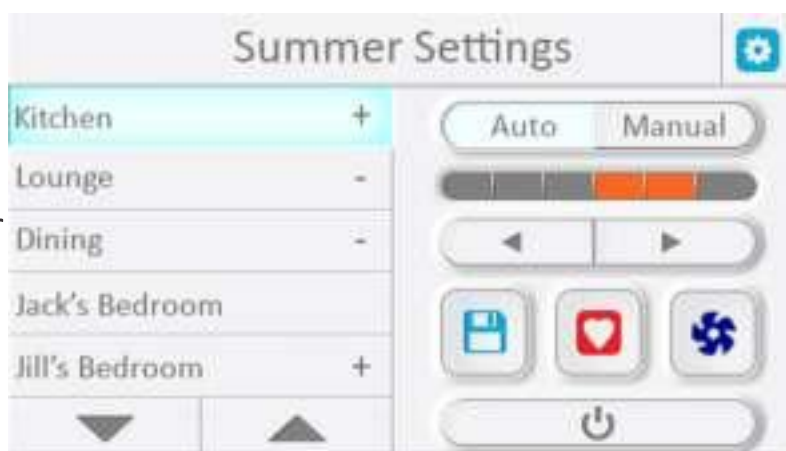 Summer Settings
Kitchen +
Lounge -
Dining -
Jack's Bedroom
Jill's Bedroom +
Auto Manual